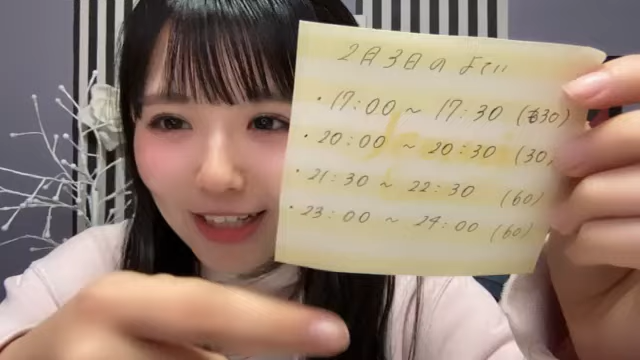 2月3日の よてい
・17:00 ~ 17:30 (30)
・20:00 ~ 20:30 (30)
・21:30 ~ 22:30 (60)
・23:00 ~ 24:00 (60)